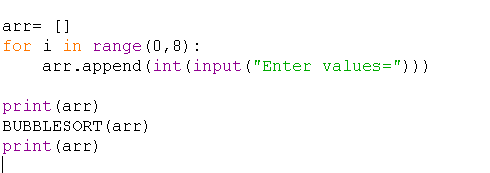 arr= []
for i in range(0,8):
    arr.append(int(input("Enter values=")))
print(arr)
BUBBLESORT(arr)
print(arr)